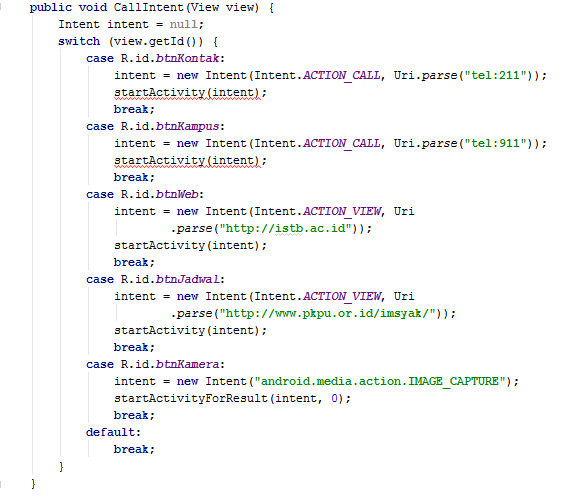 public void CallIntent(View view) {
    Intent intent = null;
    switch (view.getId()) {
        case R.id.btnKontak:
            intent = new Intent(Intent.ACTION_CALL, Uri.parse("tel:211"));
            startActivity(intent);
            break;
        case R.id.btnKampus:
            intent = new Intent(Intent.ACTION_CALL, Uri.parse("tel:911"));
            startActivity(intent);
            break;
        case R.id.btnWeb:
            intent = new Intent(Intent.ACTION_VIEW, Uri
                    .parse("http://istb.ac.id"));
            startActivity(intent);
            break;
        case R.id.btnJadwal:
            intent = new Intent(Intent.ACTION_VIEW, Uri
                    .parse("http://www.pkpu.or.id/imsyak/"));
            startActivity(intent);
            break;
        case R.id.btnKamera:
            intent = new Intent("android.media.action.IMAGE_CAPTURE");
            startActivityForResult(intent, 0);
            break;
        default:
            break;
    }
}